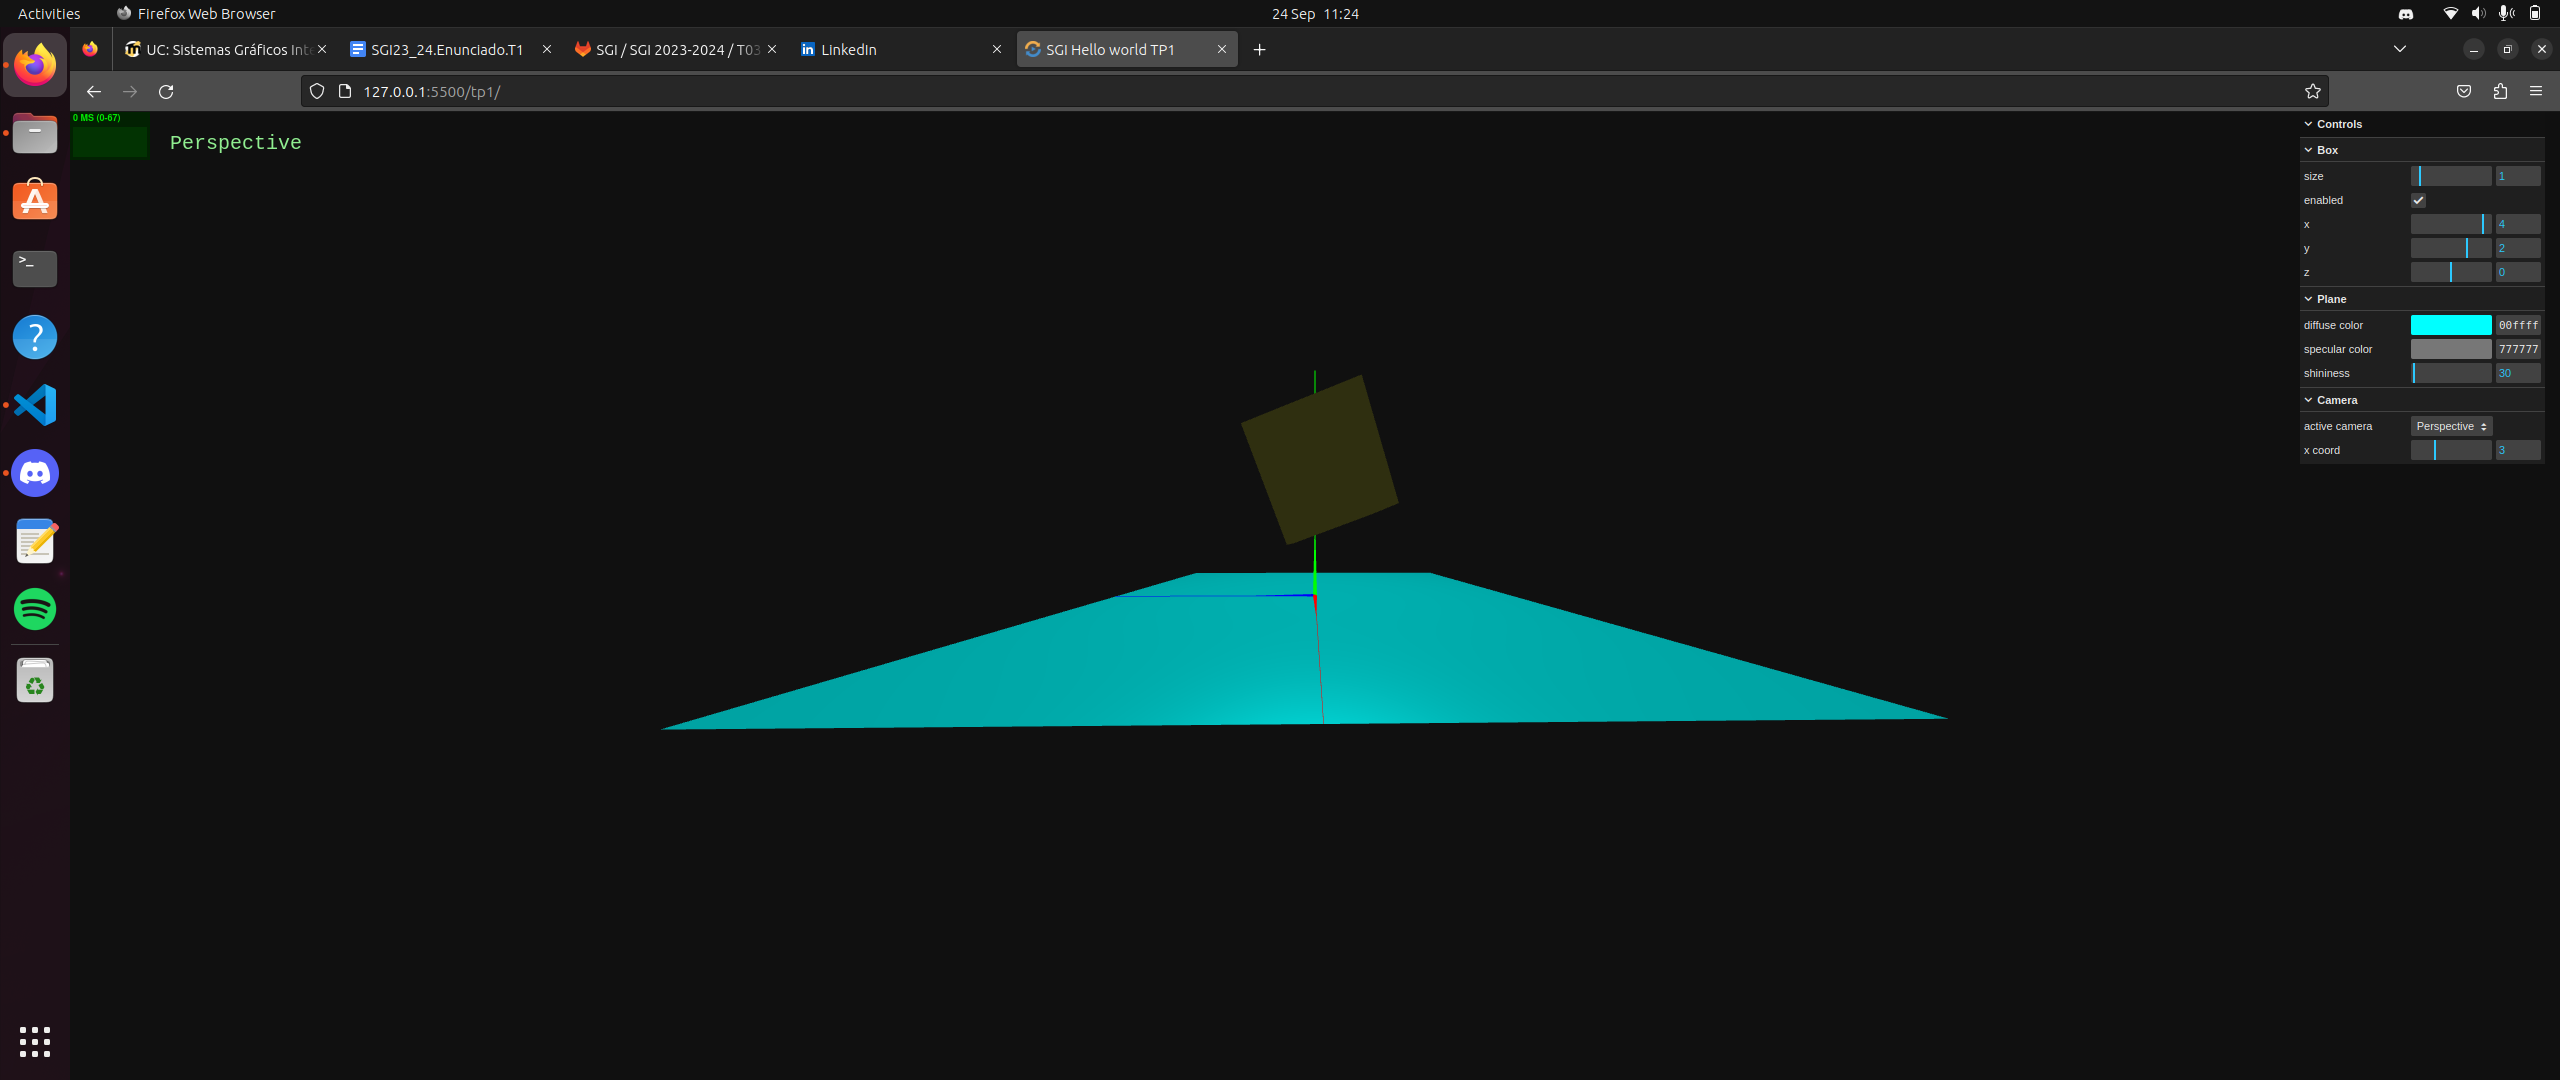 Activities
Firefox Web Browser
24 Sep 11:24
UC: Sistemas Gráficos Inte
SGI23_24.Enunciado.T1
SGI / SGI 2023-2024 / T03
LinkedIn
SGI Hello world TP1
127.0.0.1:5500/tp1/
0 MS (0-67)
Perspective
Controls
Box
size 1
enabled
x 4
y 2
z 0
Plane
diffuse color 00ffff
specular color 777777
shininess 30
Camera
active camera Perspective
x coord 3